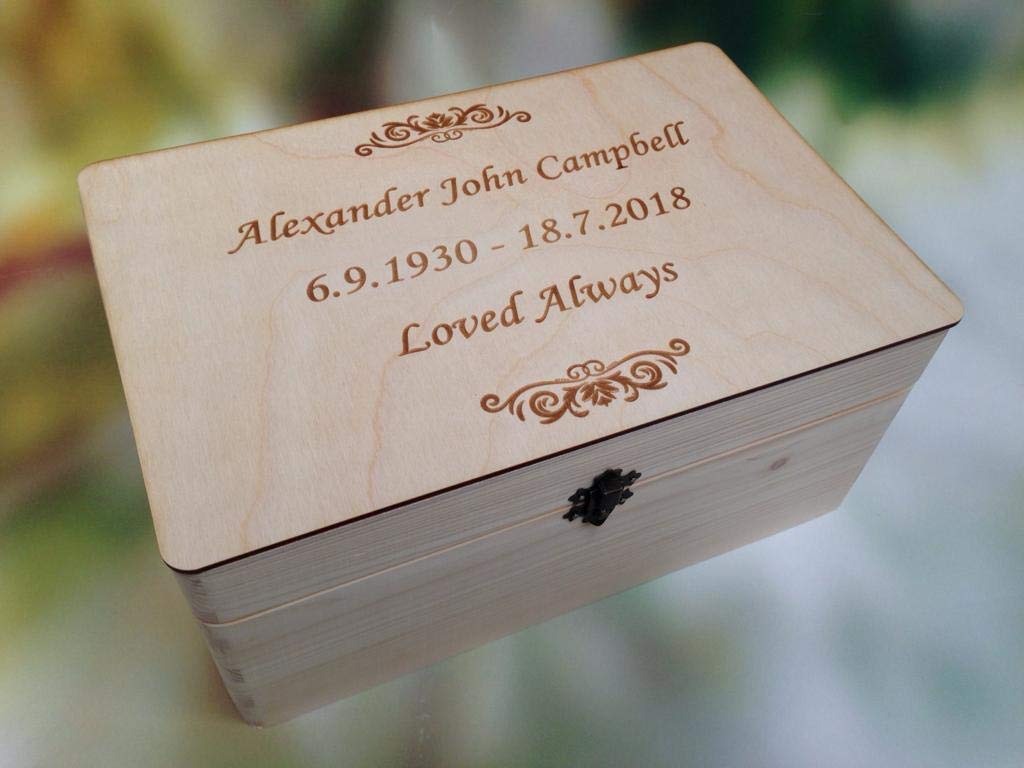 Alexander John Campbell
6.9.1930 - 18.7.2018
Loved Always